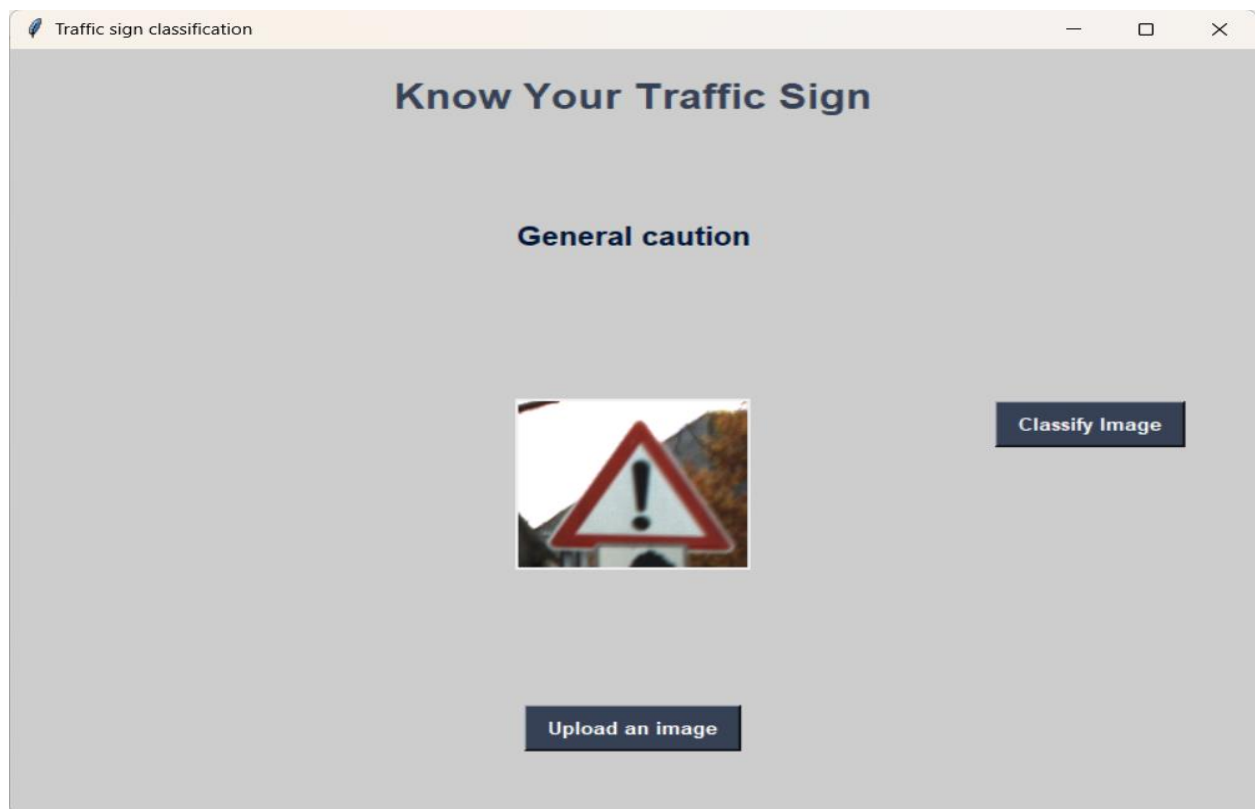 Traffic sign classification
Know Your Traffic Sign
General caution
Classify Image
Upload an image